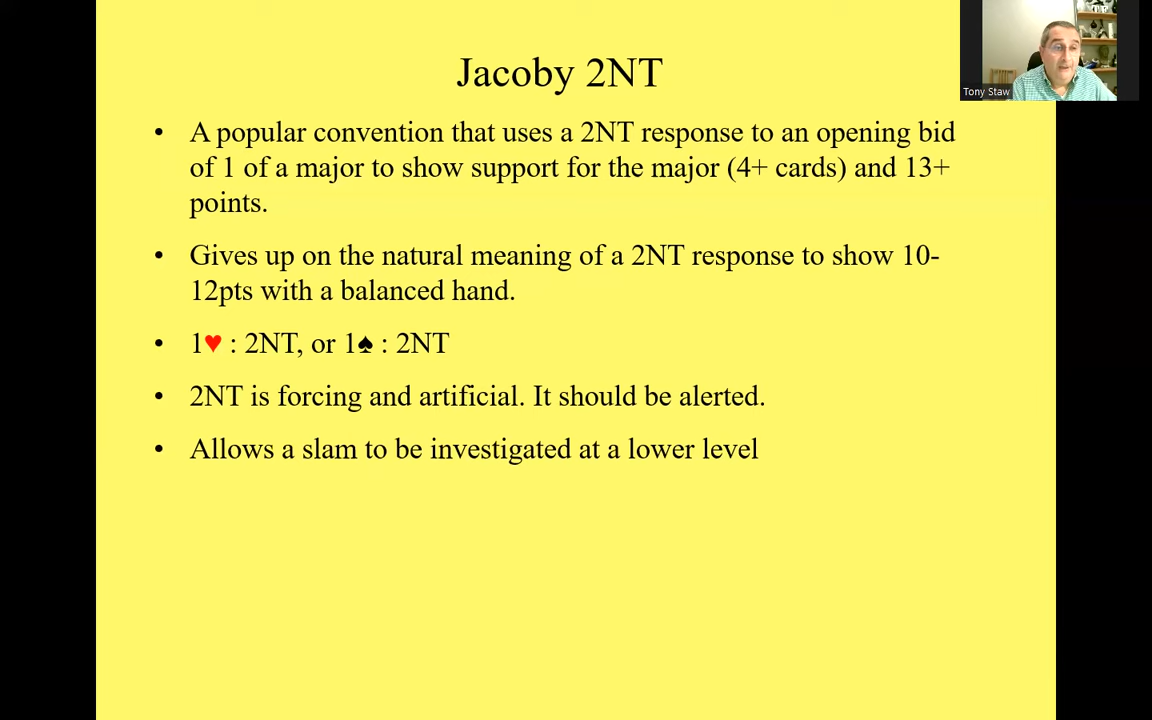 Jacoby 2NT
• A popular convention that uses a 2NT response to an opening bid
of 1 of a major to show support for the major (4+ cards) and 13+
points.
• Gives up on the natural meaning of a 2NT response to show 10-
12pts with a balanced hand.
• 1♥ : 2NT, or 1♠ : 2NT
• 2NT is forcing and artificial. It should be alerted.
• Allows a slam to be investigated at a lower level
Tony Staw